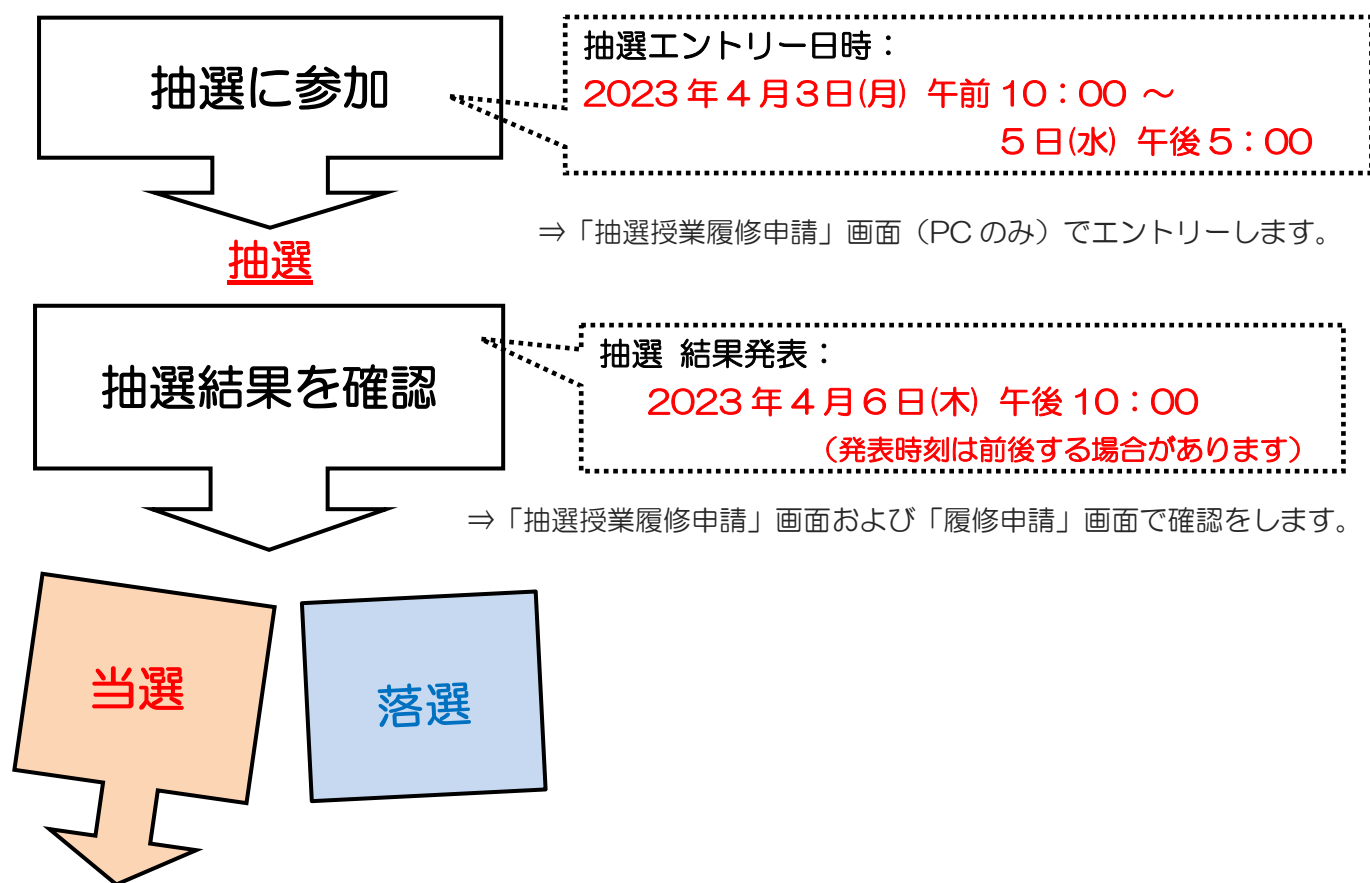 抽選に参加
抽選エントリー日時：
2023年4月3日(月) 午前10：00 ～
5日(水) 午後5：00
⇒「抽選授業履修申請」画面（PCのみ）でエントリーします。
抽選
抽選結果を確認
抽選 結果発表：
2023年4月6日(木) 午後10：00
（発表時刻は前後する場合があります）
⇒「抽選授業履修申請」画面および「履修申請」画面で確認をします。
当選
落選